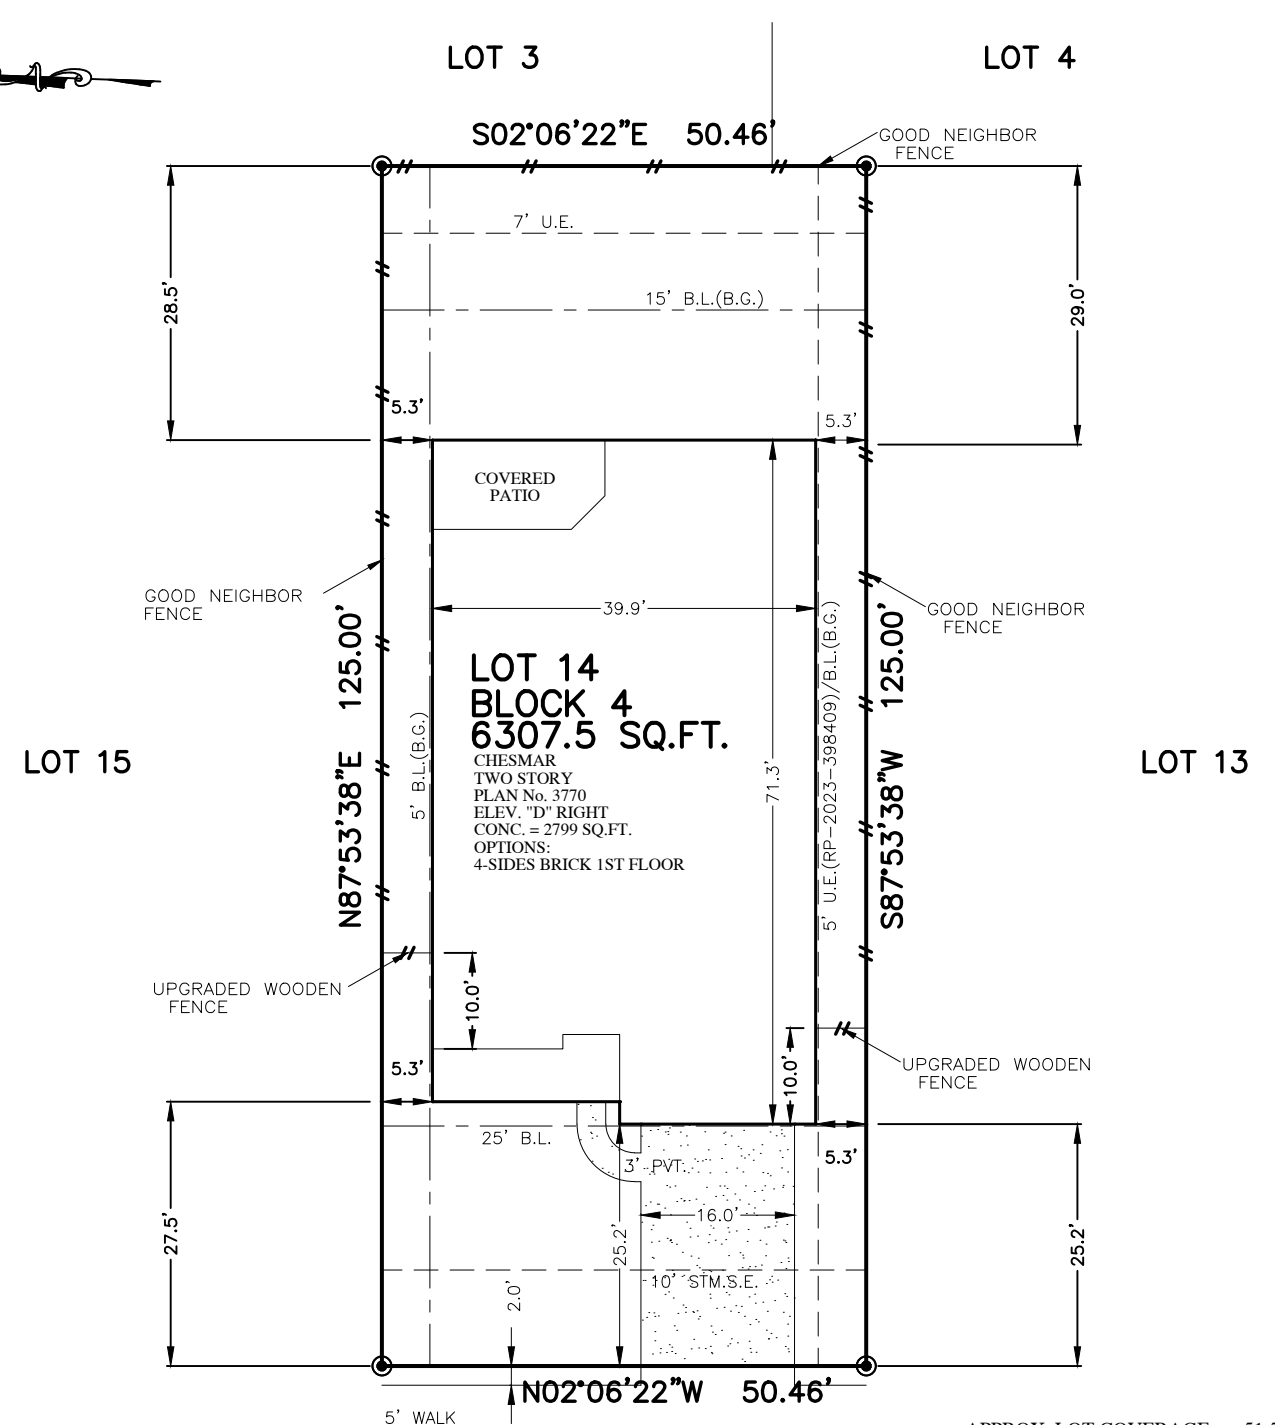 LOT 3
LOT 4
S02°06'22"E 50.46'
GOOD NEIGHBOR
FENCE
7' U.E.
15' B.L.(B.G.)
28.5'
29.0'
5.3'
5.3'
COVERED
PATIO
GOOD NEIGHBOR
FENCE
39.9'
GOOD NEIGHBOR
FENCE
N87°53'38"E 125.00'
5' B.L.(B.G.)
LOT 14
BLOCK 4
6307.5 SQ.FT.
CHESMAR
TWO STORY
PLAN No. 3770
ELEV. "D" RIGHT
CONC. = 2799 SQ.FT.
OPTIONS:
4-SIDES BRICK 1ST FLOOR
71.3'
5' U.E.(RP-2023-398409)/B.L.(B.G.)
S87°53'38"W 125.00'
LOT 15
LOT 13
UPGRADED WOODEN
FENCE
10.0'
10.0'
UPGRADED WOODEN
FENCE
5.3'
25' B.L.
3' PVT.
5.3'
27.5'
16.0'
25.2'
25.2'
10' STM.S.E.
2.0'
N02°06'22"W 50.46'
5' WALK
APPROX. LOT COVERAGE